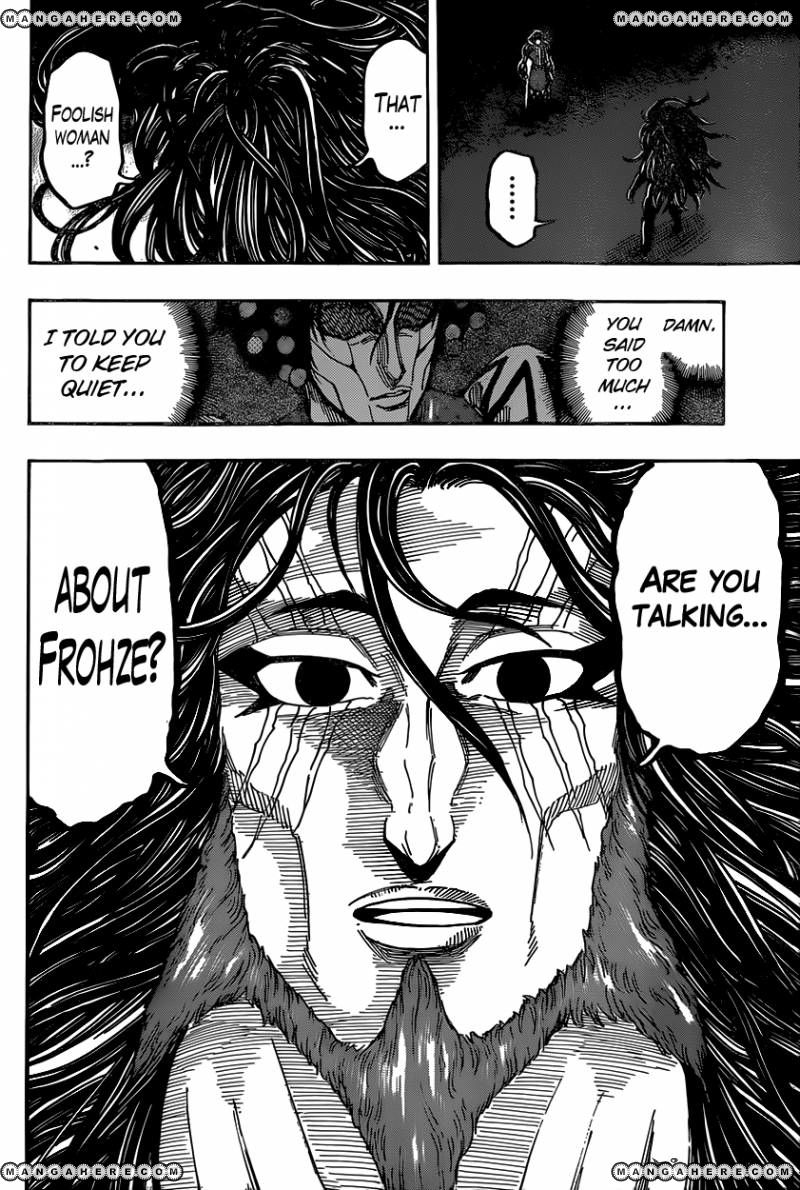 MANGAHERE.COM
MANGAHERE.COM
......
THAT
...
FOOLISH
WOMAN
...?
DAMN.
YOU
SAID
TOO
MUCH
...
I TOLD YOU
TO KEEP
QUIET...
ARE YOU
TALKING...
ABOUT
FROHZE?
MANGAHERE.COM
MANGAHERE.COM